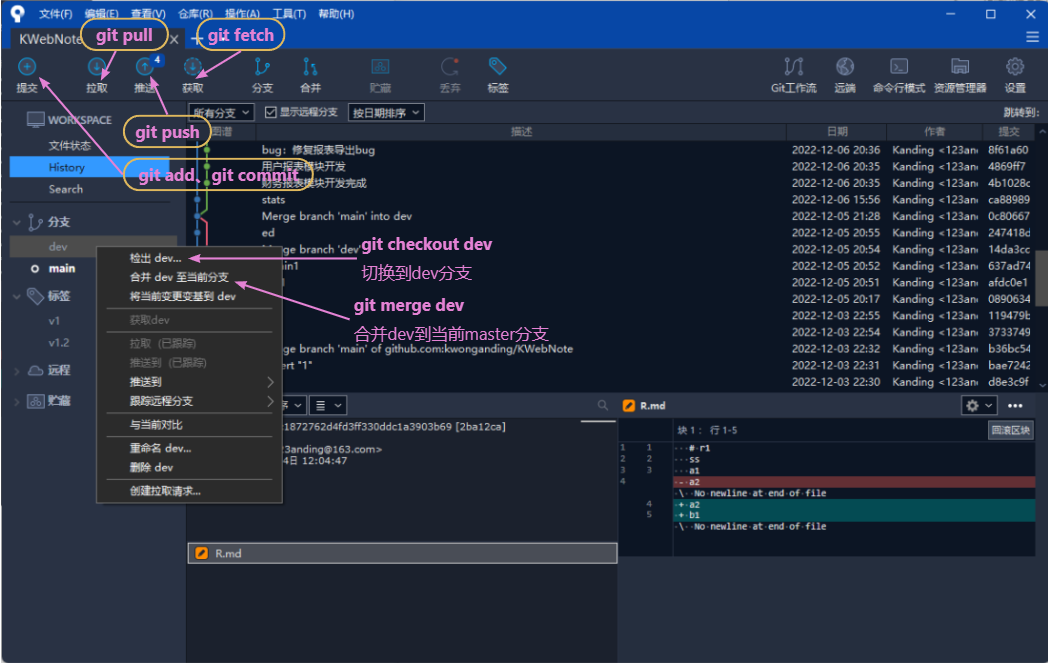 文件(F) 编辑(E) 查看(V) 仓库(R) 操作(A) 工具(T) 帮助(H)
KWebNote
git pull
git fetch
4
提交 拉取 推送 获取 分支 合并 贮藏 丢弃 标签 Git工作流 远端 命令行模式 资源管理器 设置
WORKSPACE
文件状态
History
Search
分支
dev
main
标签
v1
v1.2
远程
贮藏
git push
git add、git commit
所有分支 显示远程分支 按日期排序 跳转到:
图谱 描述 日期 作者 提交
bug：修复报表导出bug 2022-12-06 20:36 Kanding <123an 8f61a60
用户报表模块开发 2022-12-06 20:35 Kanding <123an 4869ff7
财务报表模块开发完成 2022-12-06 20:35 Kanding <123an 4b1028c
stats 2022-12-06 15:56 Kanding <123an ca88989
Merge branch 'main' into dev 2022-12-05 21:28 Kanding <123an 0c80667
ed 2022-12-05 20:55 Kanding <123an 247418d
Merge branch 'dev' 2022-12-05 20:54 Kanding <123an 14da3cc
2022-12-05 20:52 Kanding <123an 637ad74
2022-12-05 20:51 Kanding <123an afdc0e1
2022-12-05 20:17 Kanding <123an 0890634
2022-12-03 22:55 Kanding <123an 119479b
2022-12-03 22:54 Kanding <123an 3733749
ge branch 'main' of github.com:kwonganding/KWebNote 2022-12-03 22:32 Kanding <123an b36bc54
ert "1" 2022-12-03 22:31 Kanding <123an bae7242
2022-12-03 22:30 Kanding <123an d8e3c9f
git checkout dev
切换到dev分支
git merge dev
合并dev到当前master分支
检出 dev...
合并 dev 至当前分支
将当前变更变基到 dev
获取dev
拉取（已跟踪）
推送到（已跟踪）
推送到
跟踪远程分支
与当前对比
重命名 dev...
删除 dev
创建拉取请求...
序
1872762d4fd3ff330ddc1a3903b69 [2ba12ca]
3anding@163.com>
4日 12:04:47
R.md
R.md
块 1： 行 1-5 回滚区块
1 1 ···#·r1
2 2 ···ss
3 3 ···a1
4 -·a2
\··No·newline·at·end·of·file
4 +·a2
5 +·b1
\··No·newline·at·end·of·file